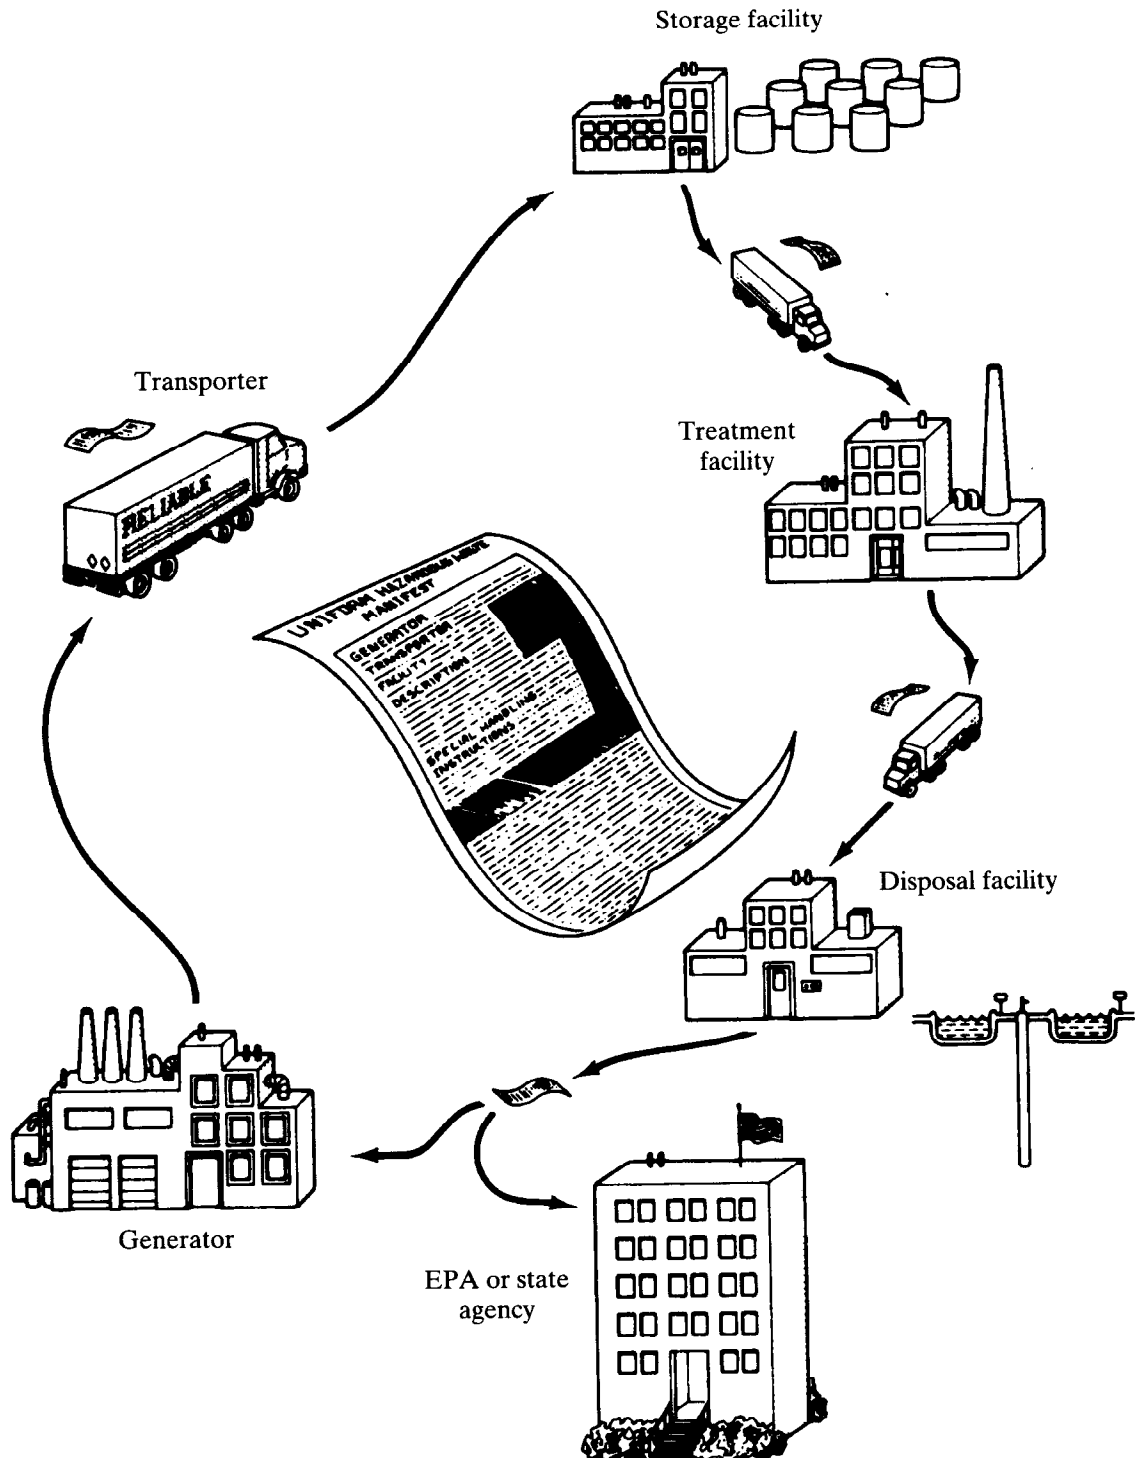 Storage facility
Transporter
RELIABLE
Treatment
facility
UNIFORM HAZARDOUS WASTE
MANIFEST
GENERATOR
TRANSPORTER
FACILITY
DESCRIPTION
SPECIAL HANDLING
INSTRUCTIONS
Disposal facility
Generator
EPA or state
agency